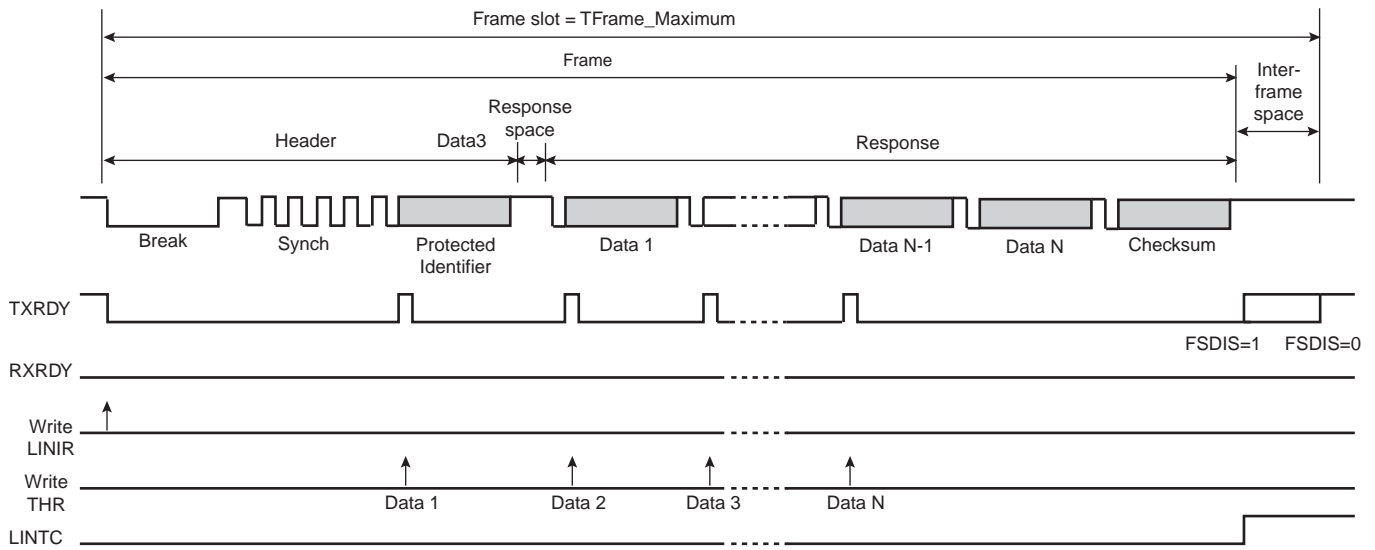 Frame slot = TFrame_Maximum
Frame
Inter-
frame
space
Response
space
Header
Data3
Response
Break
Synch
Protected
Identifier
Data 1
Data N-1
Data N
Checksum
TXRDY
FSDIS=1
FSDIS=0
RXRDY
Write
LINIR
Write
THR
Data 1
Data 2
Data 3
Data N
LINTC